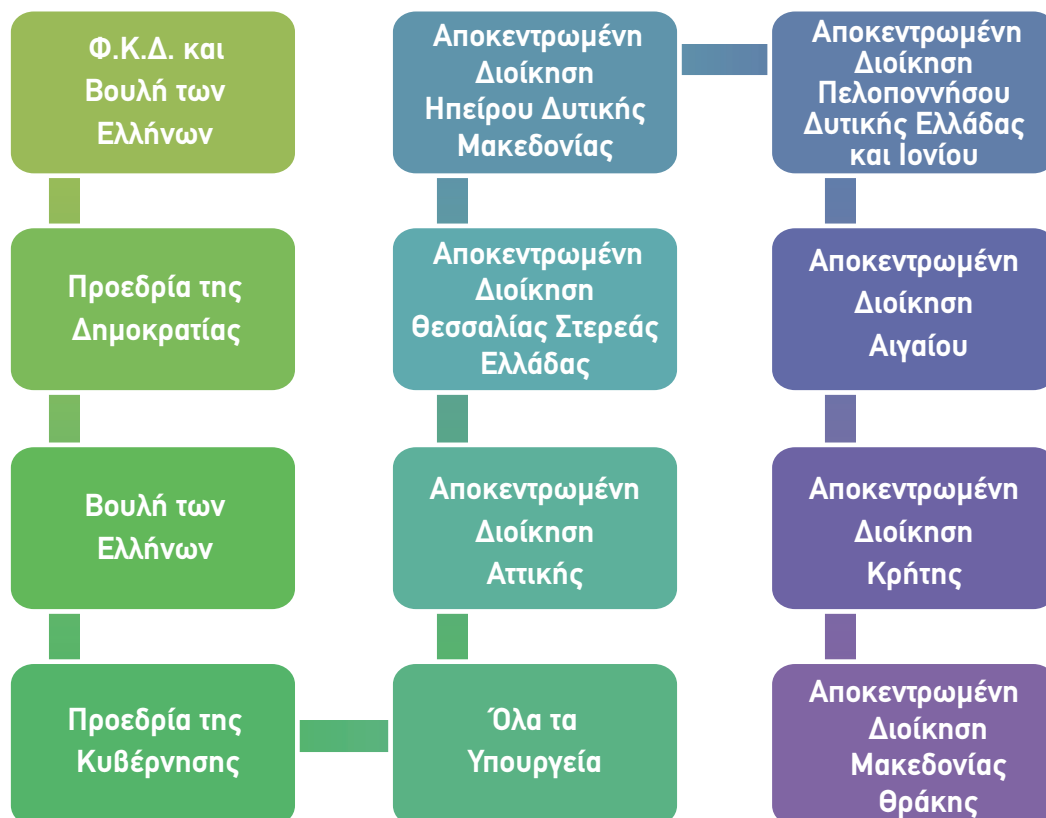 Φ.Κ.Δ. και
Βουλή των
Ελλήνων
Προεδρία της
Δημοκρατίας
Βουλή των
Ελλήνων
Προεδρία της
Κυβέρνησης
Όλα τα
Υπουργεία
Αποκεντρωμένη
Διοίκηση
Αττικής
Αποκεντρωμένη
Διοίκηση
Θεσσαλίας Στερεάς
Ελλάδας
Αποκεντρωμένη
Διοίκηση
Ηπείρου Δυτικής
Μακεδονίας
Αποκεντρωμένη
Διοίκηση
Πελοποννήσου
Δυτικής Ελλάδας
και Ιονίου
Αποκεντρωμένη
Διοίκηση
Αιγαίου
Αποκεντρωμένη
Διοίκηση
Κρήτης
Αποκεντρωμένη
Διοίκηση
Μακεδονίας
Θράκης